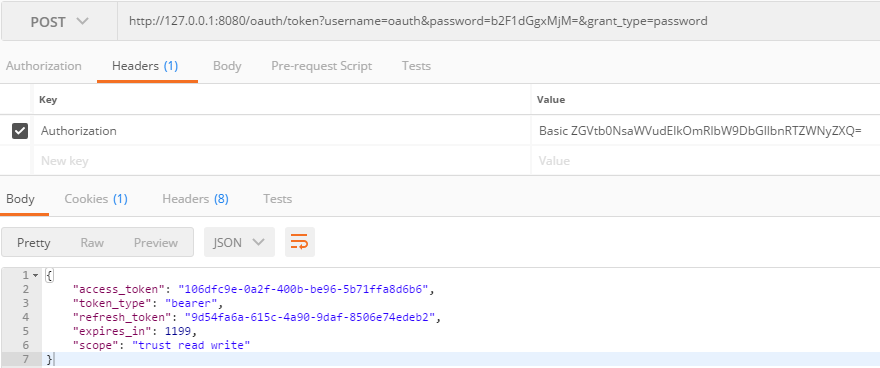 POST http://127.0.0.1:8080/oauth/token?username=oauth&password=b2F1dGgxMjM=&grant_type=password
Authorization Headers (1) Body Pre-request Script Tests
Key Value
Authorization Basic ZGVtb0NsaWVudElkOmRlbW9DbGllbnRTZWNyZXQ=
New key Value
Body Cookies (1) Headers (8) Tests
Pretty Raw Preview JSON
1 {
2 "access_token": "106dfc9e-0a2f-400b-be96-5b71ffa8d6b6",
3 "token_type": "bearer",
4 "refresh_token": "9d54fa6a-615c-4a90-9daf-8506e74edeb2",
5 "expires_in": 1199,
6 "scope": "trust read write"
7 }